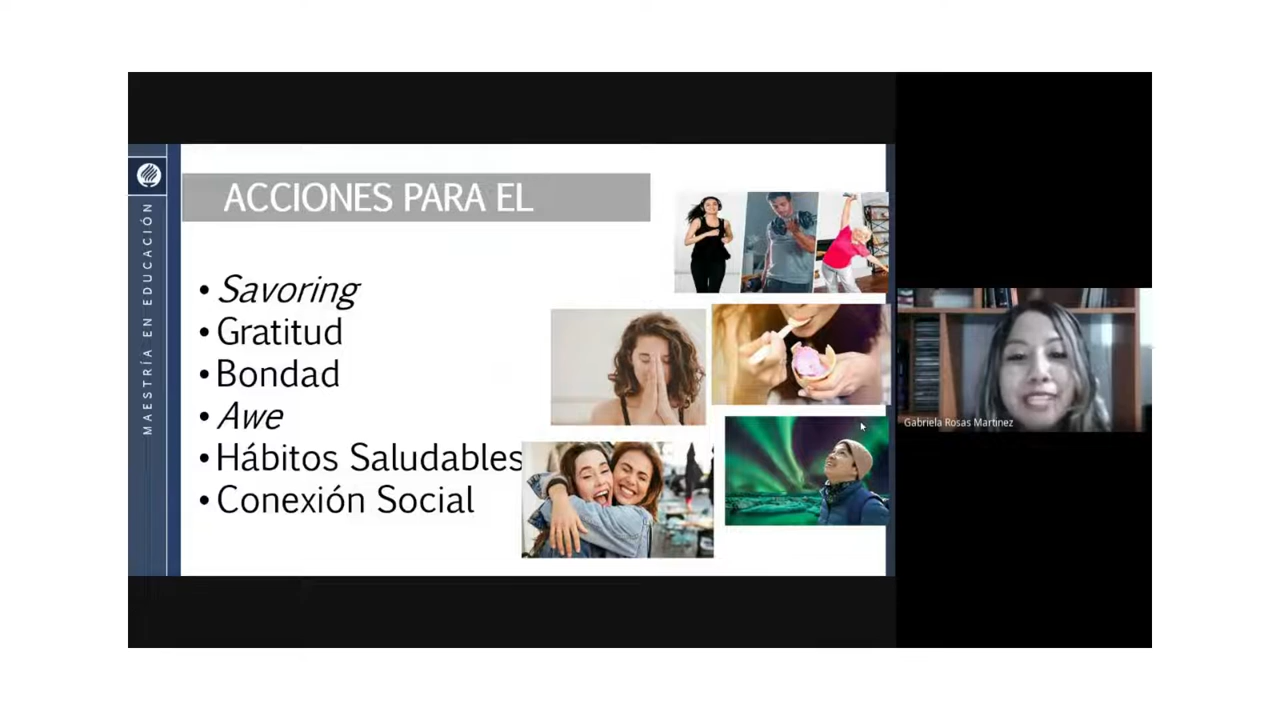 MAESTRÍA EN EDUCACIÓN
ACCIONES PARA EL
• Savoring
• Gratitud
• Bondad
• Awe
• Hábitos Saludables
• Conexión Social
Gabriela Rosas Martinez